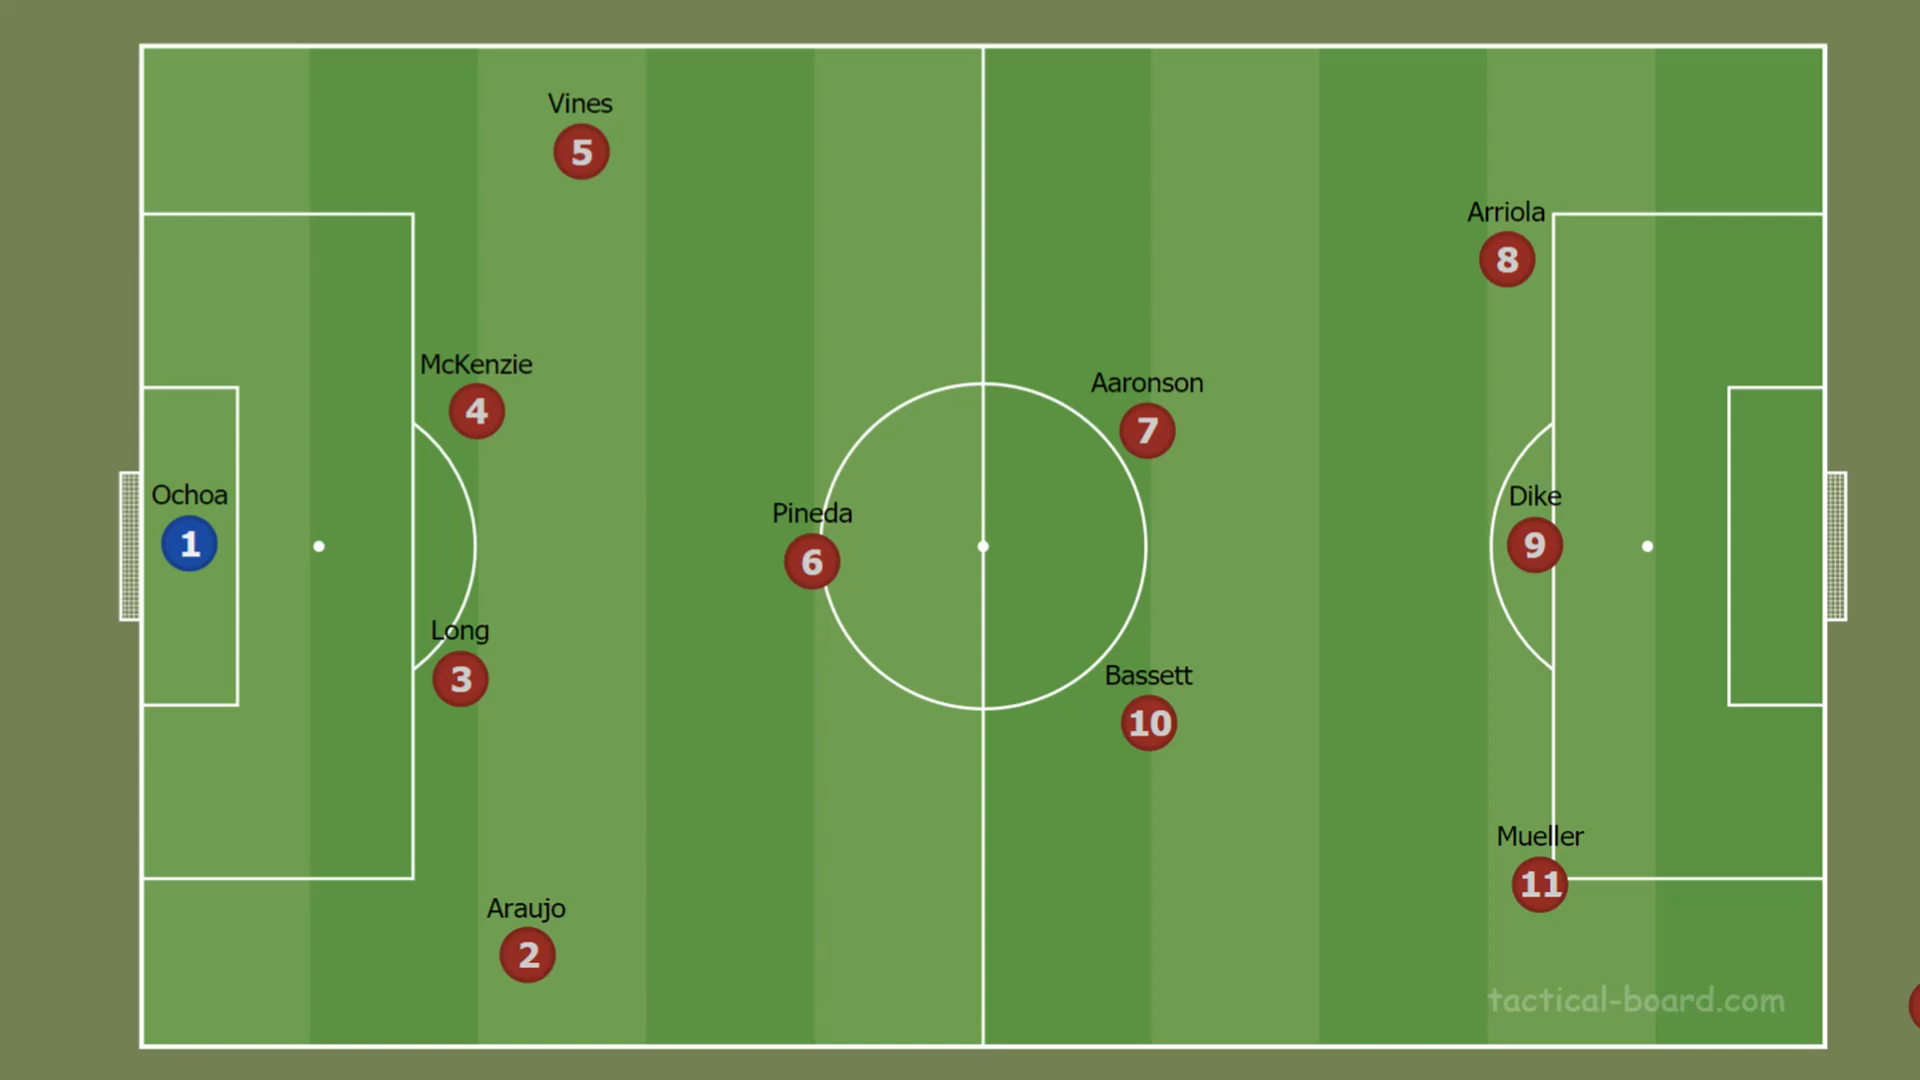 Vines
5
Arriola
8
McKenzie
4
Aaronson
7
Ochoa
1
Pineda
6
Dike
9
Long
3
Bassett
10
Mueller
11
Araujo
2
tactical-board.com